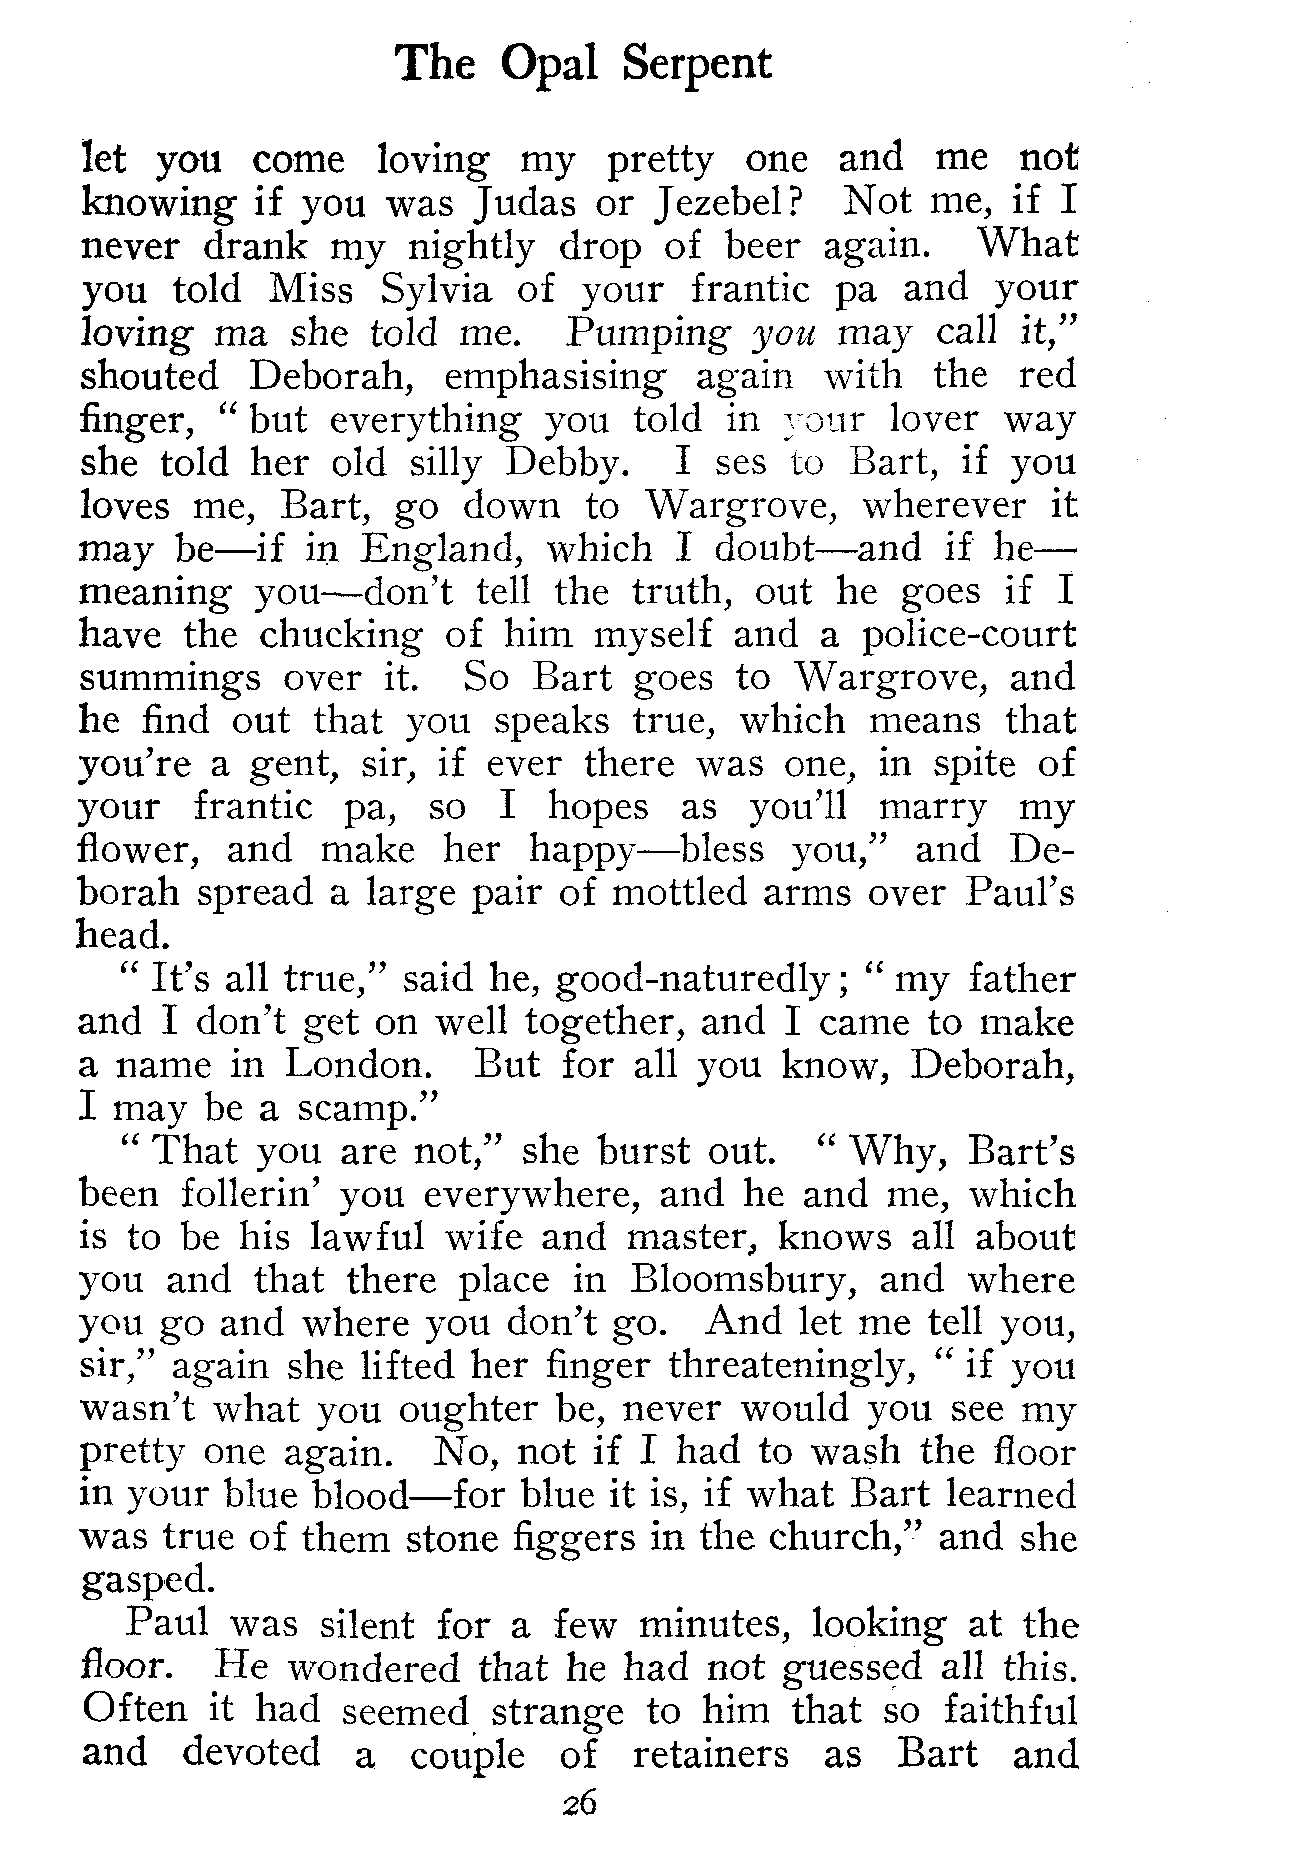 The Opal Serpent
let you come loving my pretty one and me not
knowing if you was Judas or Jezebel? Not me, if I
never drank my nightly drop of beer again. What
you told Miss Sylvia of your frantic pa and your
loving ma she told me. Pumping you may call it,”
shouted Deborah, emphasising again with the red
finger, “ but everything you told in your lover way
she told her old silly Debby. I ses to Bart, if you
loves me, Bart, go down to Wargrove, wherever it
may be—if in England, which I doubt—and if he—
meaning you—don’t tell the truth, out he goes if I
have the chucking of him myself and a police-court
summings over it. So Bart goes to Wargrove, and
he find out that you speaks true, which means that
you’re a gent, sir, if ever there was one, in spite of
your frantic pa, so I hopes as you’ll marry my
flower, and make her happy—bless you,” and De-
borah spread a large pair of mottled arms over Paul’s
head.
“ It’s all true,” said he, good-naturedly ; “ my father
and I don’t get on well together, and I came to make
a name in London. But for all you know, Deborah,
I may be a scamp.”
“ That you are not,” she burst out. “ Why, Bart’s
been follerin’ you everywhere, and he and me, which
is to be his lawful wife and master, knows all about
you and that there place in Bloomsbury, and where
you go and where you don’t go. And let me tell you,
sir,” again she lifted her finger threateningly, “ if you
wasn’t what you oughter be, never would you see my
pretty one again. No, not if I had to wash the floor
in your blue blood—for blue it is, if what Bart learned
was true of them stone figgers in the church,” and she
gasped.
Paul was silent for a few minutes, looking at the
floor. He wondered that he had not guessed all this.
Often it had seemed strange to him that so faithful
and devoted a couple of retainers as Bart and
26